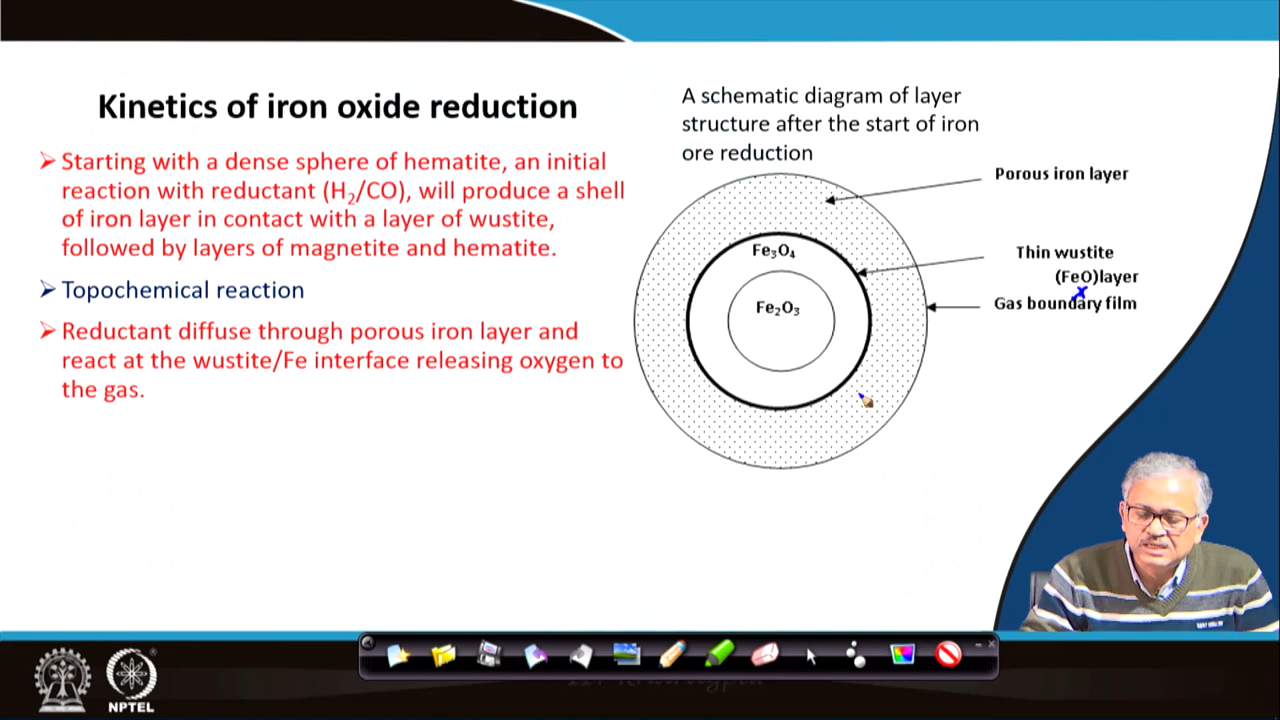 Kinetics of iron oxide reduction
➢ Starting with a dense sphere of hematite, an initial
reaction with reductant (H₂/CO), will produce a shell
of iron layer in contact with a layer of wustite,
followed by layers of magnetite and hematite.
➢ Topochemical reaction
➢ Reductant diffuse through porous iron layer and
react at the wustite/Fe interface releasing oxygen to
the gas.
A schematic diagram of layer
structure after the start of iron
ore reduction
Porous iron layer
Fe₃O₄
Thin wustite
(FeO)layer
x
Gas boundary film
Fe₂O₃
NPTEL